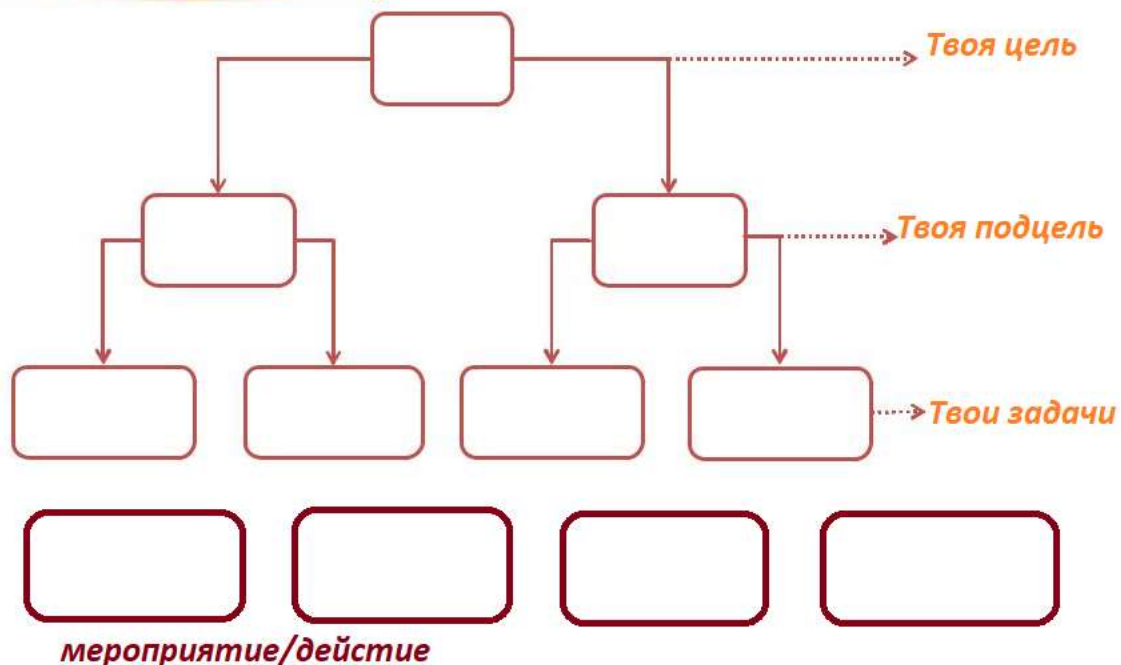 Твоя цель
Твоя подцель
Твои задачи
мероприятие/дейстие